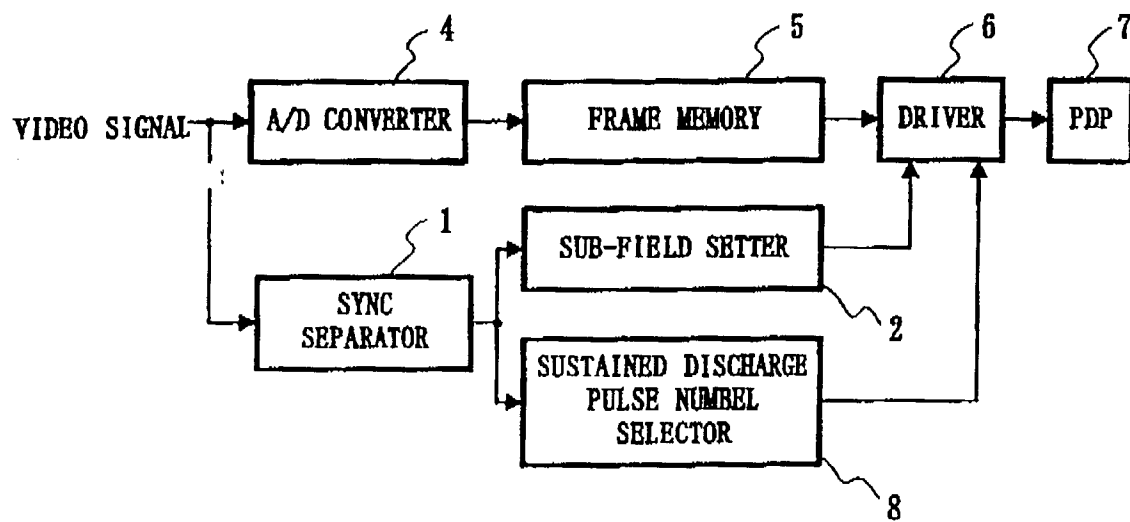 4
5
6
7
VIDEO SIGNAL
A/D CONVERTER
FRAME MEMORY
DRIVER
PDP
1
SUB-FIELD SETTER
2
SYNC
SEPARATOR
SUSTAINED DISCHARGE
PULSE NUMBEL
SELECTOR
8